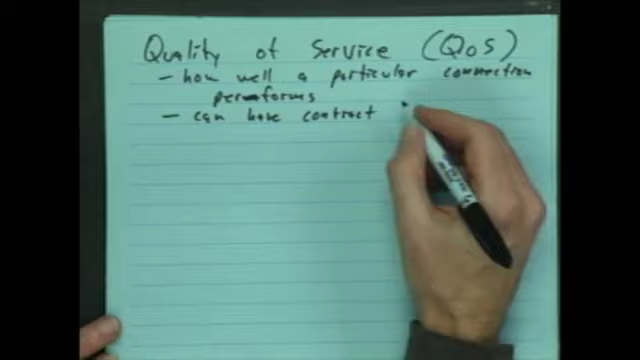 Quality of Service (QoS)
- how well a particular connection
performs
- can have contract